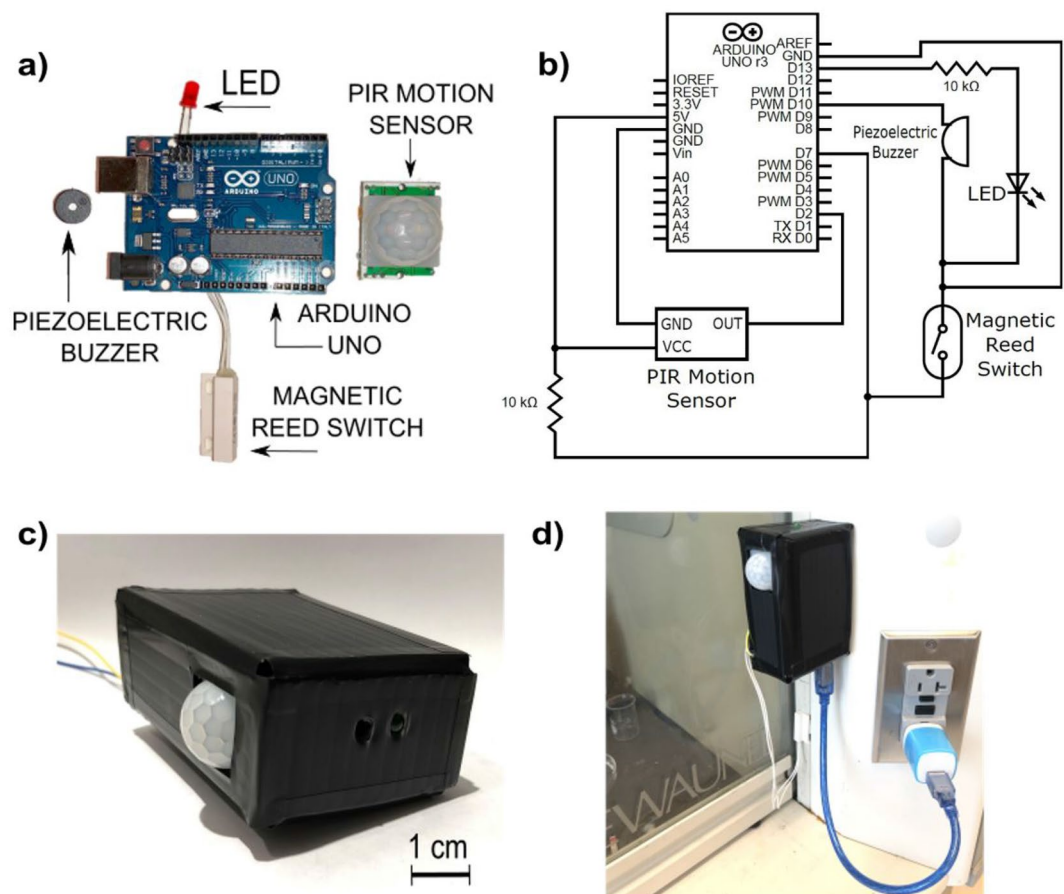 a)
LED
PIR MOTION
SENSOR
UNO
ARDUINO
PIEZOELECTRIC
BUZZER
ARDUINO
UNO
MAGNETIC
REED SWITCH
b)
ARDUINO
UNO r3
IOREF
RESET
3.3V
5V
GND
GND
Vin
A0
A1
A2
A3
A4
A5
AREF
GND
D13
D12
PWM D11
PWM D10
PWM D9
D8
D7
PWM D6
PWM D5
D4
PWM D3
D2
TX D1
RX D0
10 kΩ
Piezoelectric
Buzzer
LED
Magnetic
Reed
Switch
GND OUT
VCC
PIR Motion
Sensor
10 kΩ
c)
1 cm
d)
EWAUNE